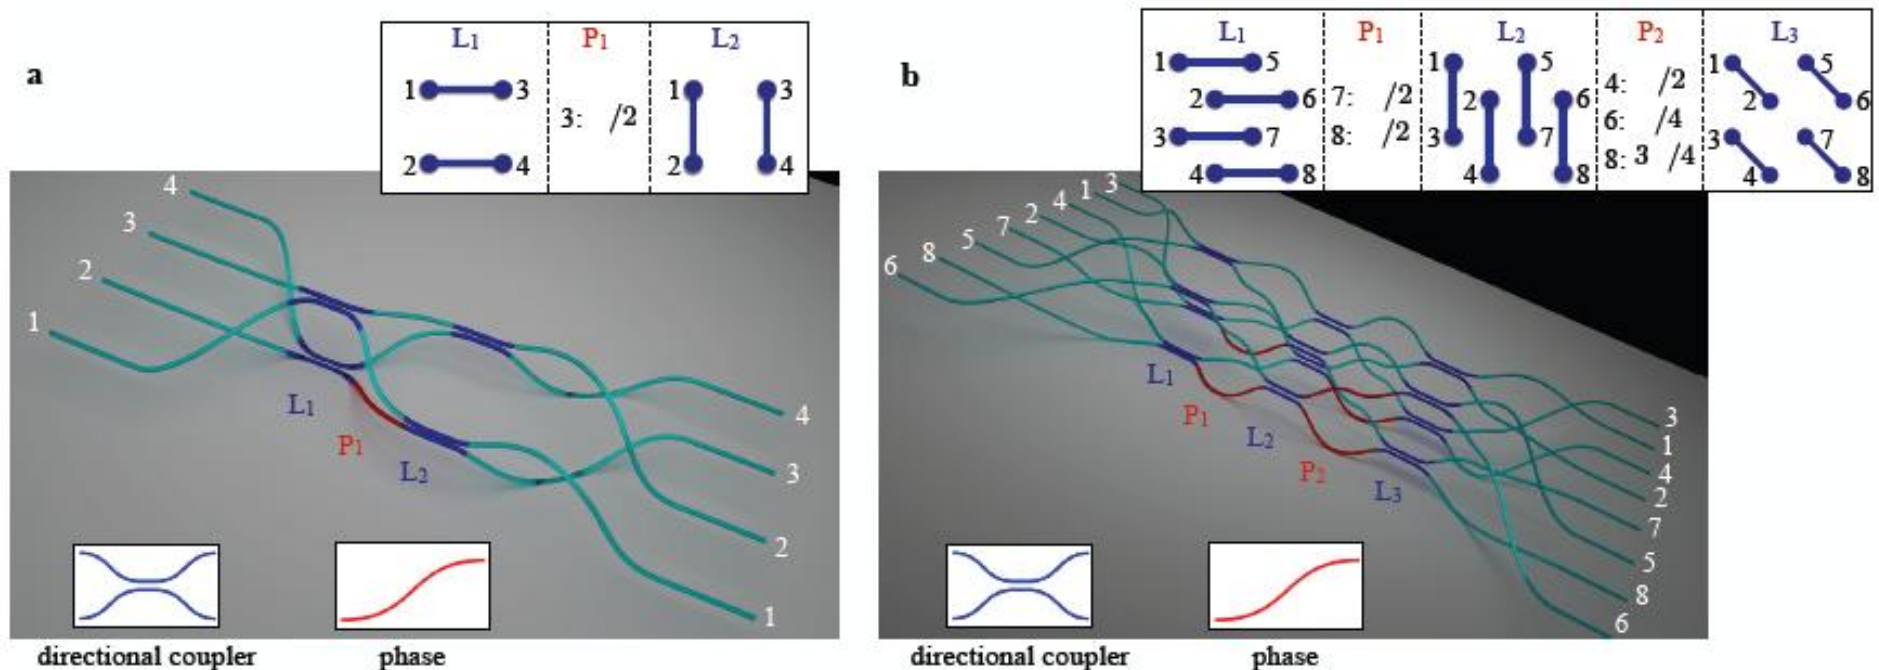 a
L1 P1 L2
1 3 1 3
3: /2
2 4 2 4
4
3
2
1
L1
P1
L2
4
3
2
1
directional coupler phase
b
L1 P1 L2 P2 L3
1 5 1 5 4: /2 1 5
2 6 7: /2 2 6 6: /4 2 6
3 7 8: /2 3 7 8: 3 /4 3 7
4 8 4 8 4 8
6 8 5 7 2 4 1 3
L1
P1
L2
P2
L3
3
1
4
2
7
5
8
6
directional coupler phase